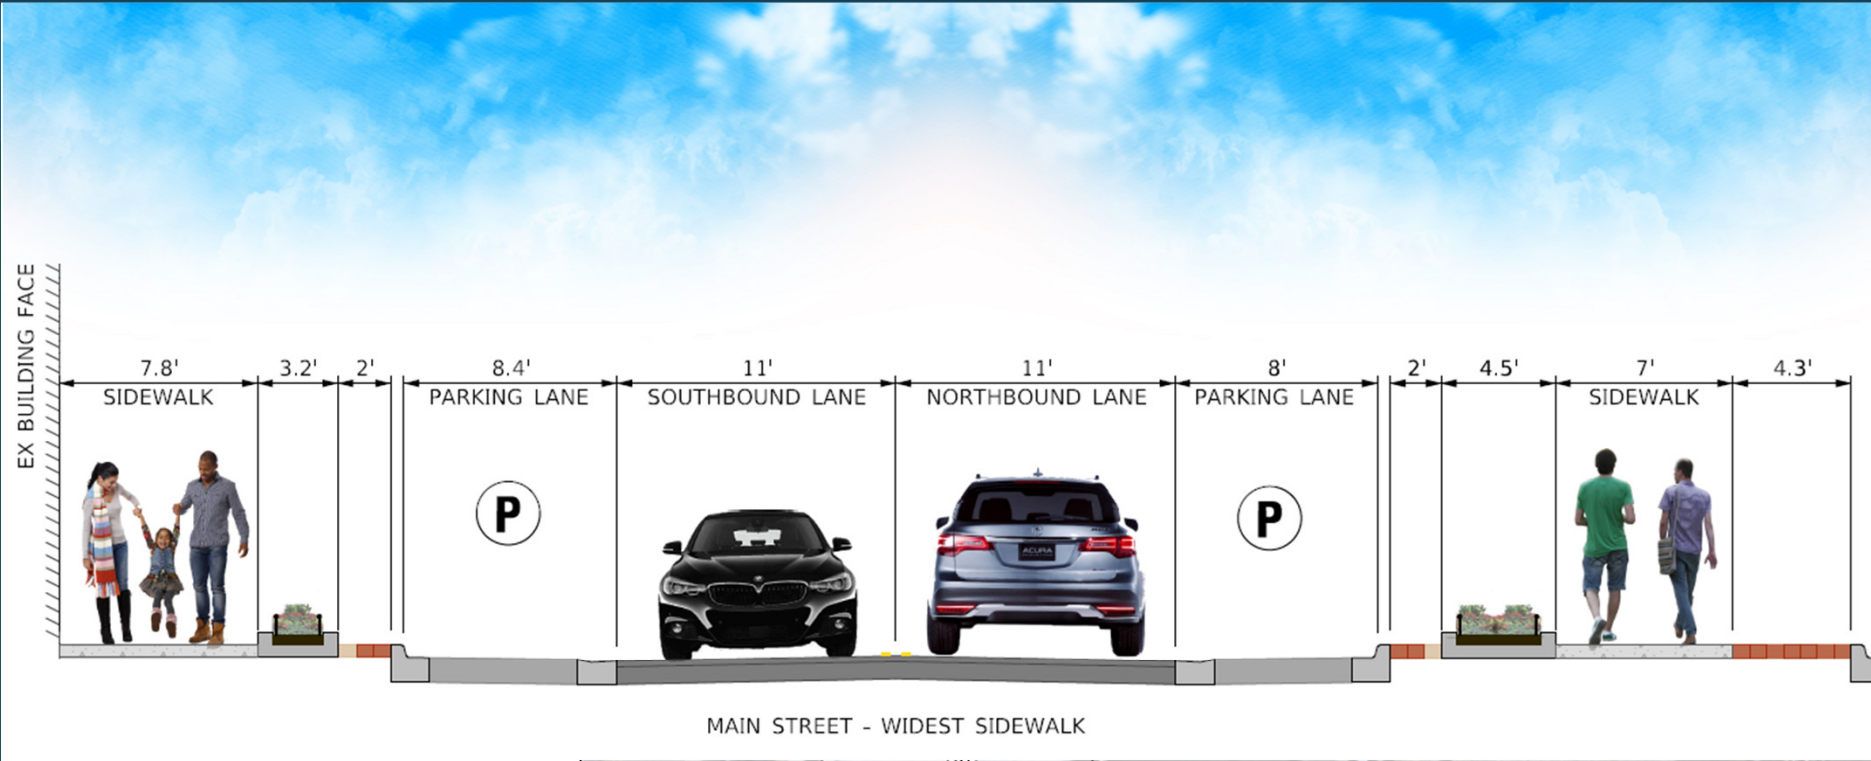 EX BUILDING FACE
7.8' 3.2' 2' 8.4' 11' 11' 8' 2' 4.5' 7' 4.3'
SIDEWALK PARKING LANE SOUTHBOUND LANE NORTHBOUND LANE PARKING LANE SIDEWALK
P P
ACURA
MAIN STREET - WIDEST SIDEWALK